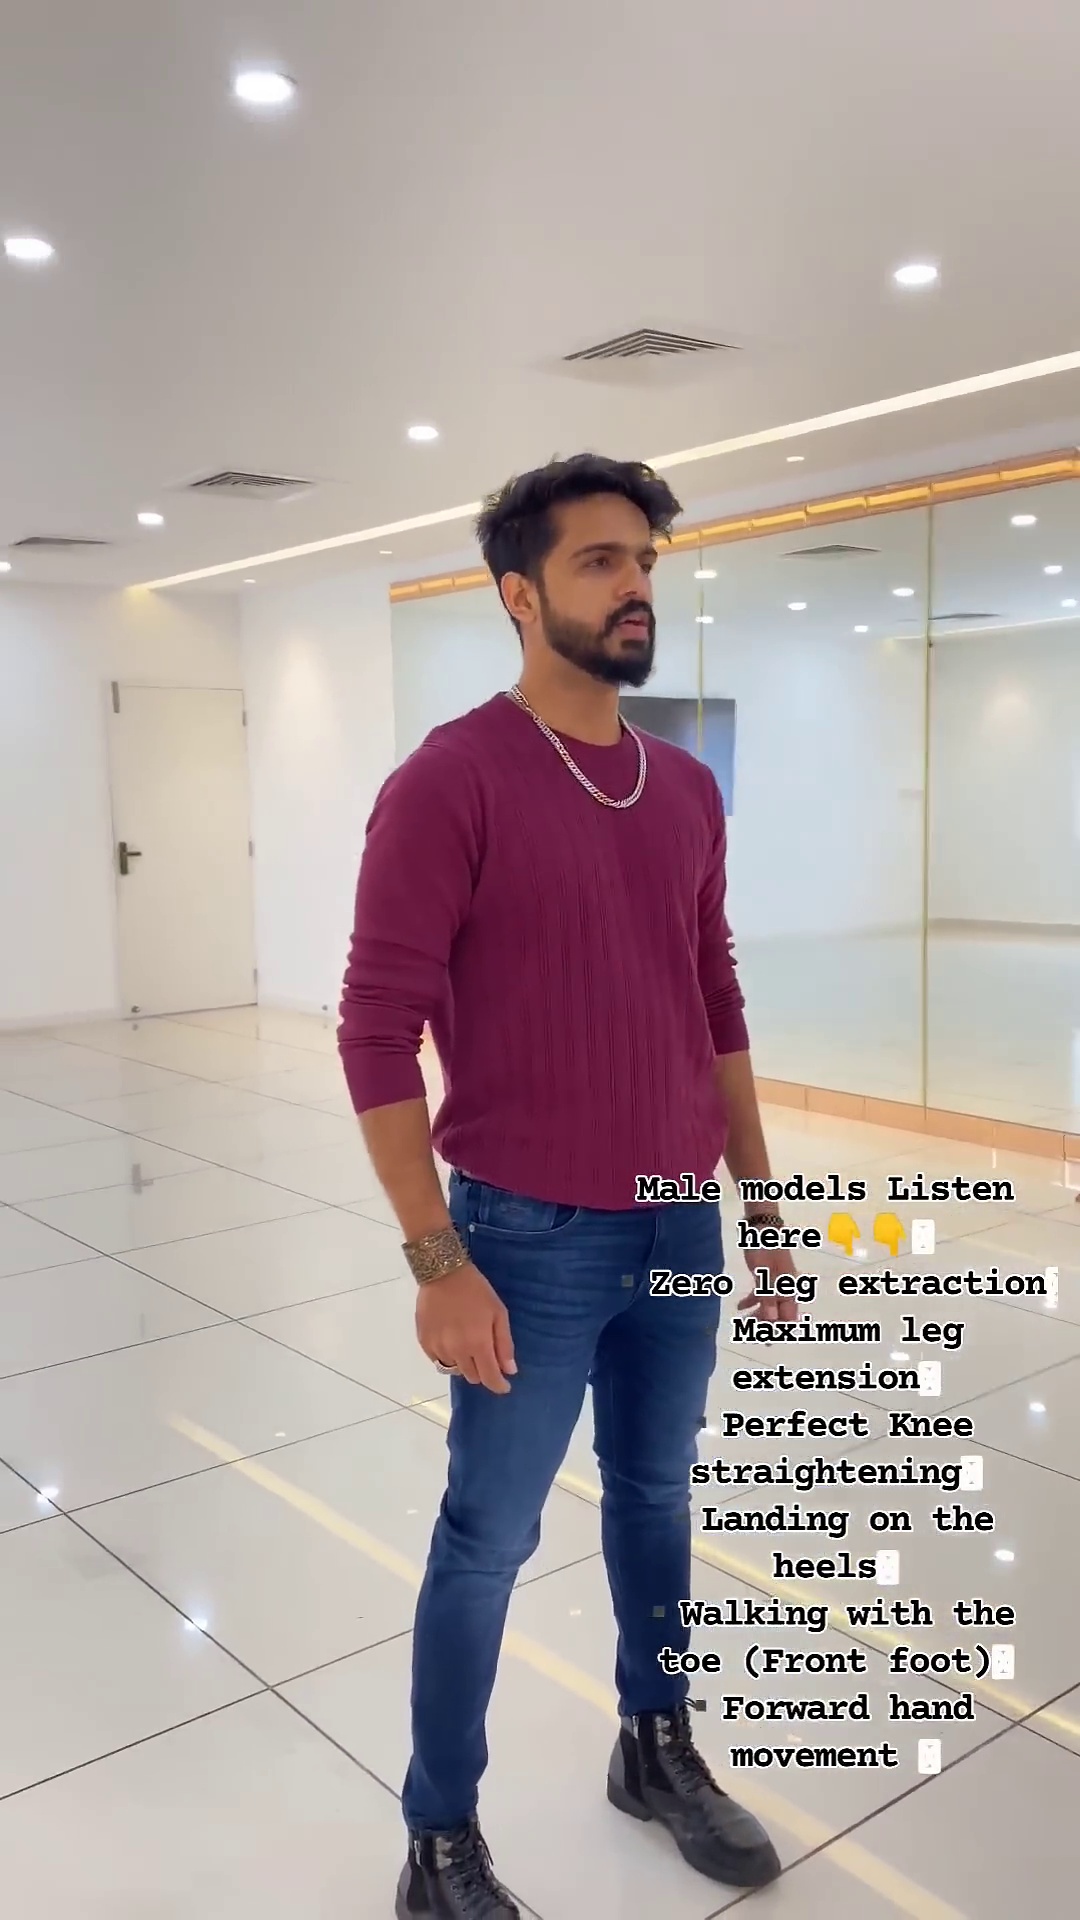 Male models Listen
here👇👇
▪ Zero leg extraction
▪ Maximum leg
extension
▪ Perfect Knee
straightening
▪ Landing on the
heels
▪ Walking with the
toe (Front foot)
▪ Forward hand
movement